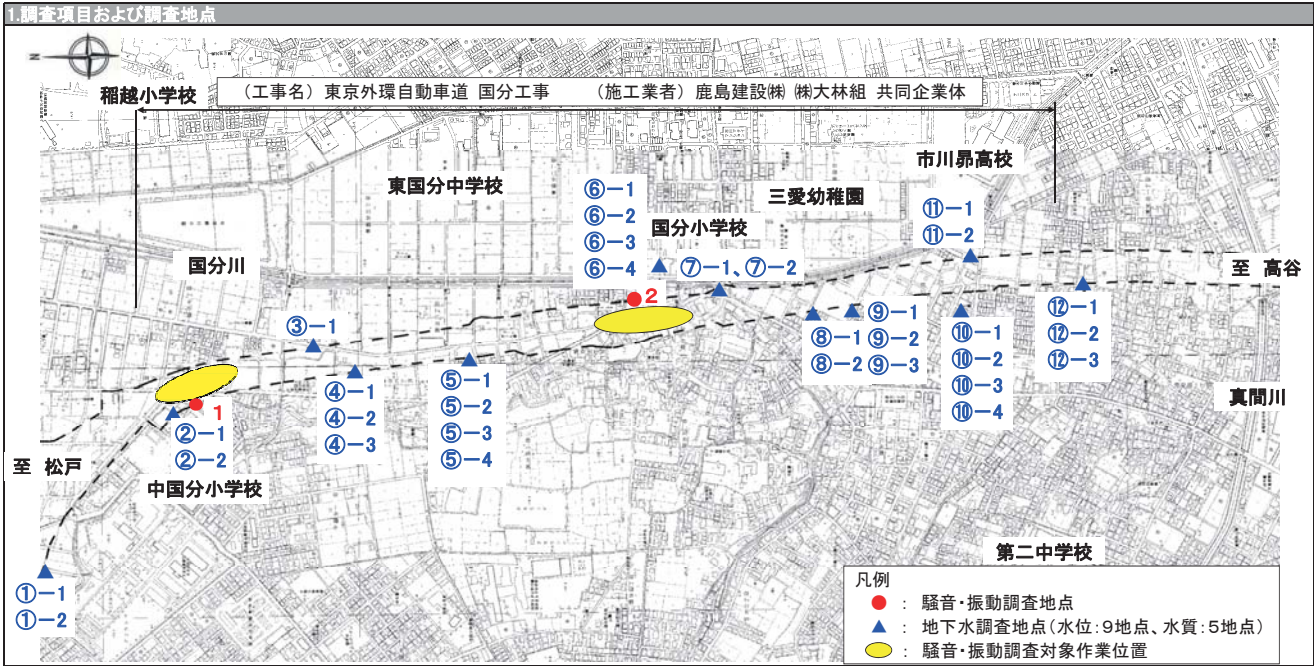 1.調査項目および調査地点
N
稲越小学校
(工事名) 東京外環自動車道 国分工事 (施工業者) 鹿島建設㈱ ㈱大林組 共同企業体
市川昴高校
東国分中学校
⑥-1
⑥-2
⑥-3
⑥-4
三愛幼稚園
国分小学校
⑪-1
⑪-2
国分川
⑦-1、⑦-2
至 高谷
2
③-1
⑧-1
⑧-2
⑨-1
⑨-2
⑨-3
⑩-1
⑩-2
⑩-3
⑩-4
⑫-1
⑫-2
⑫-3
④-1
④-2
④-3
⑤-1
⑤-2
⑤-3
⑤-4
1
②-1
②-2
真間川
至 松戸
中国分小学校
第二中学校
①-1
①-2
凡例
: 騒音・振動調査地点
: 地下水調査地点(水位:9地点、水質:5地点)
: 騒音・振動調査対象作業位置